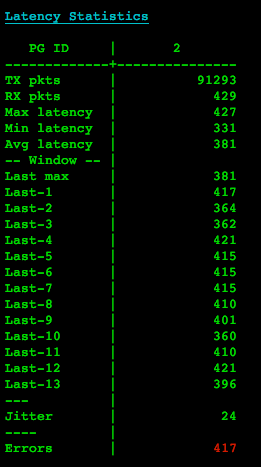 Latency Statistics
PG ID | 2
--------------+----------------
TX pkts | 91293
RX pkts | 429
Max latency | 427
Min latency | 331
Avg latency | 381
-- Window -- |
Last max | 381
Last-1 | 417
Last-2 | 364
Last-3 | 362
Last-4 | 421
Last-5 | 415
Last-6 | 415
Last-7 | 415
Last-8 | 410
Last-9 | 401
Last-10 | 360
Last-11 | 410
Last-12 | 421
Last-13 | 396
--- |
Jitter | 24
---- |
Errors | 417